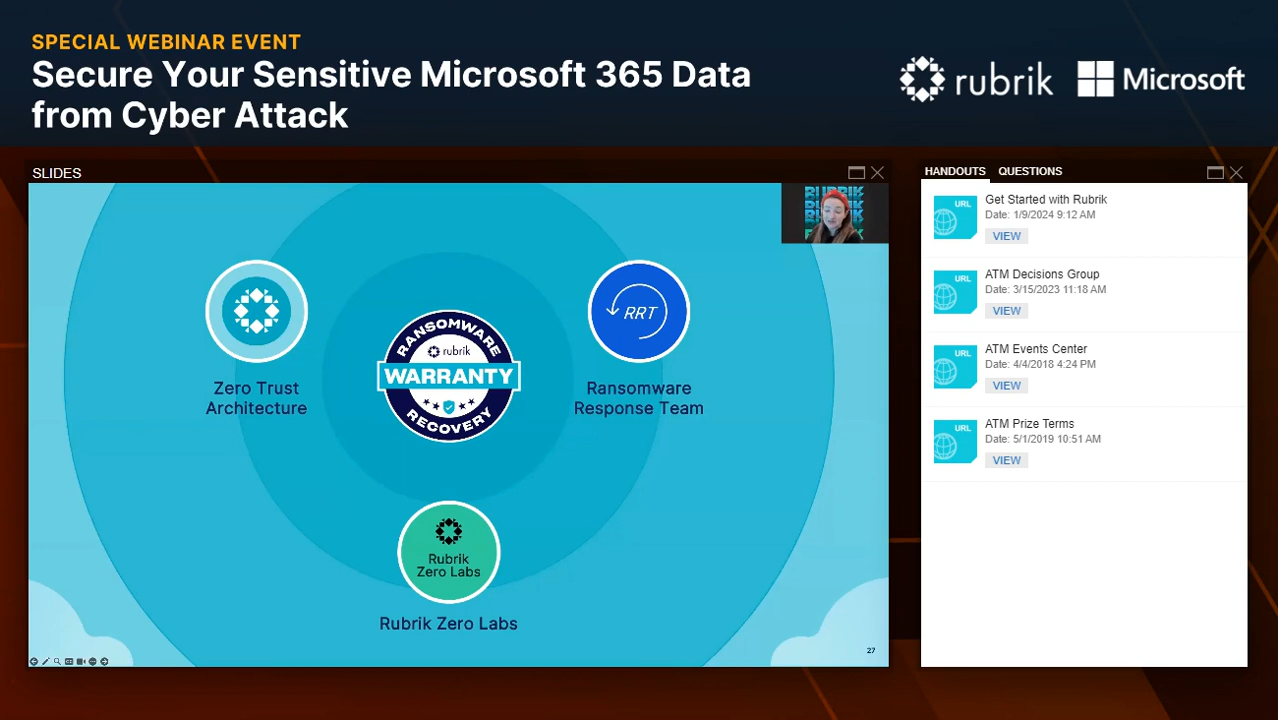 SPECIAL WEBINAR EVENT
Secure Your Sensitive Microsoft 365 Data
from Cyber Attack
rubrik
Microsoft
SLIDES
RUBRIK
Zero Trust
Architecture
RANSOMWARE
rubrik
WARRANTY
RECOVERY
RRT
Ransomware
Response Team
Rubrik
Zero Labs
Rubrik Zero Labs
27
HANDOUTS
QUESTIONS
URL
Get Started with Rubrik
Date: 1/9/2024 9:12 AM
VIEW
URL
ATM Decisions Group
Date: 3/15/2023 11:18 AM
VIEW
URL
ATM Events Center
Date: 4/4/2018 4:24 PM
VIEW
URL
ATM Prize Terms
Date: 5/1/2019 10:51 AM
VIEW